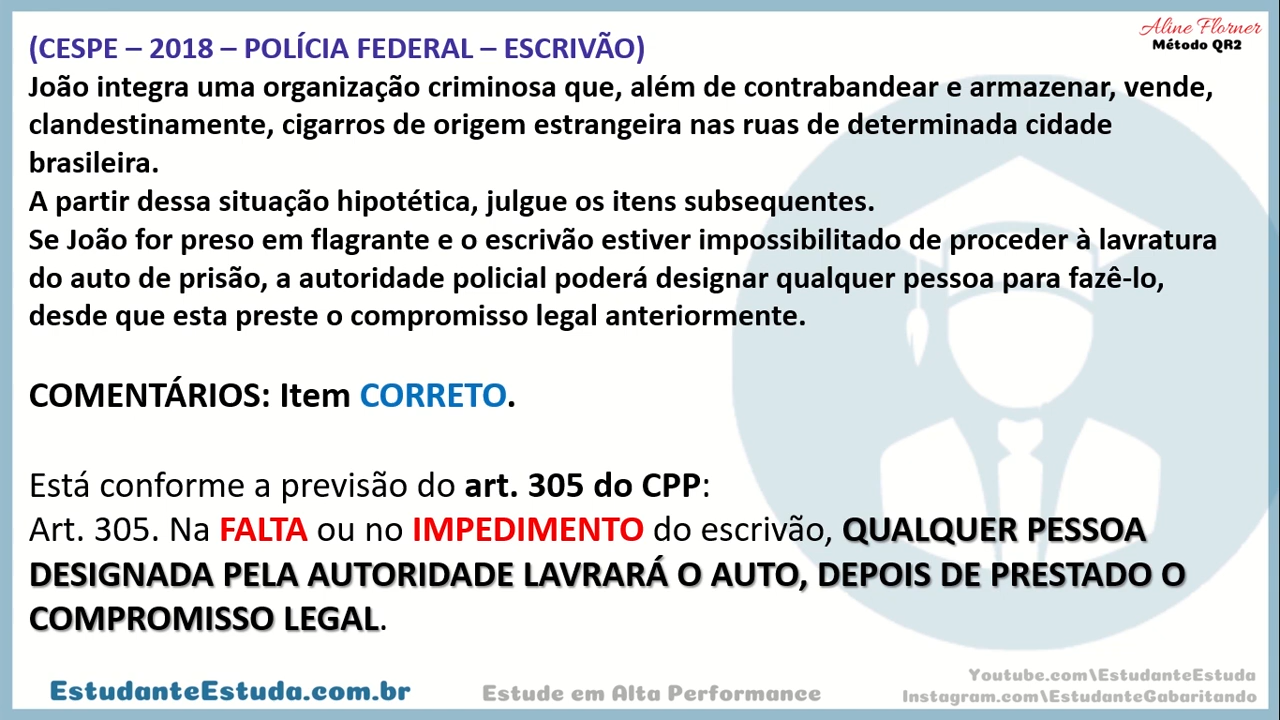 Aline Florner
Método QR2
(CESPE – 2018 – POLÍCIA FEDERAL – ESCRIVÃO)
João integra uma organização criminosa que, além de contrabandear e armazenar, vende,
clandestinamente, cigarros de origem estrangeira nas ruas de determinada cidade
brasileira.
A partir dessa situação hipotética, julgue os itens subsequentes.
Se João for preso em flagrante e o escrivão estiver impossibilitado de proceder à lavratura
do auto de prisão, a autoridade policial poderá designar qualquer pessoa para fazê-lo,
desde que esta preste o compromisso legal anteriormente.
COMENTÁRIOS: Item CORRETO.
Está conforme a previsão do art. 305 do CPP:
Art. 305. Na FALTA ou no IMPEDIMENTO do escrivão, QUALQUER PESSOA
DESIGNADA PELA AUTORIDADE LAVRARÁ O AUTO, DEPOIS DE PRESTADO O
COMPROMISSO LEGAL.
EstudanteEstuda.com.br
Estude em Alta Performance
Youtube.com\EstudanteEstuda
Instagram.com\EstudanteGabaritando